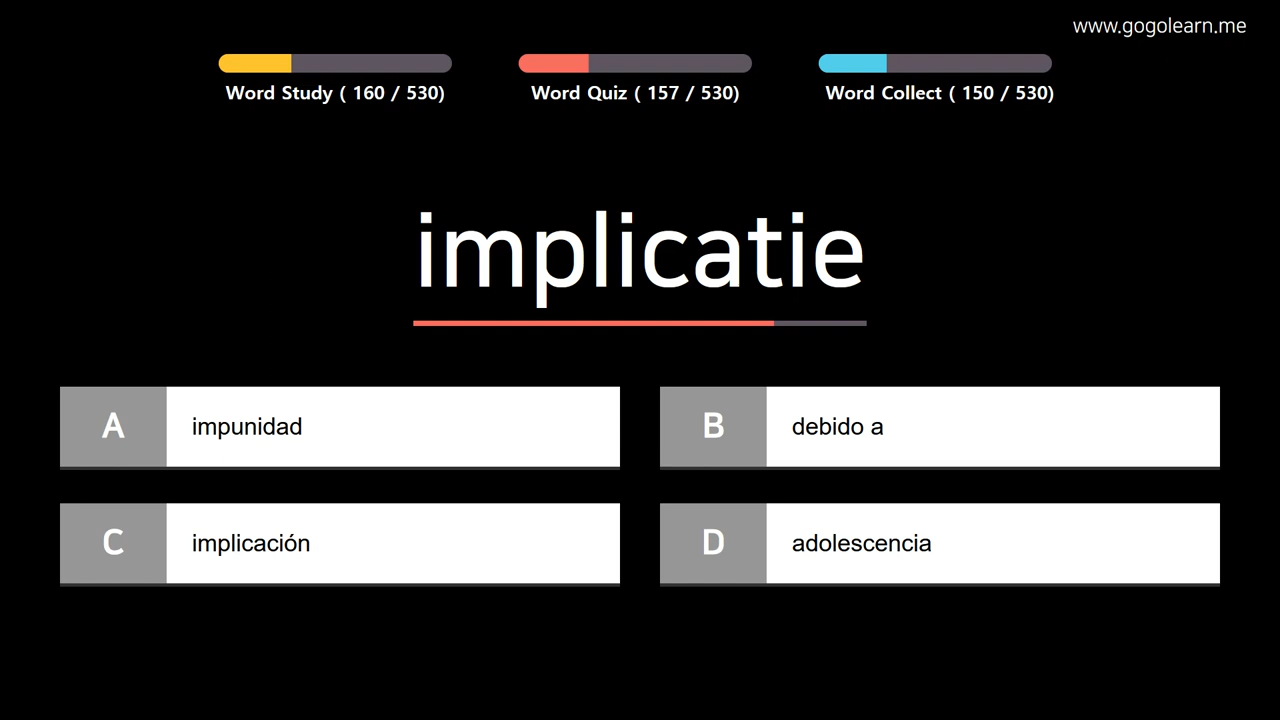 www.gogolearn.me
Word Study ( 160 / 530)
Word Quiz ( 157 / 530)
Word Collect ( 150 / 530)
implicatie
A impunidad
B debido a
C implicación
D adolescencia